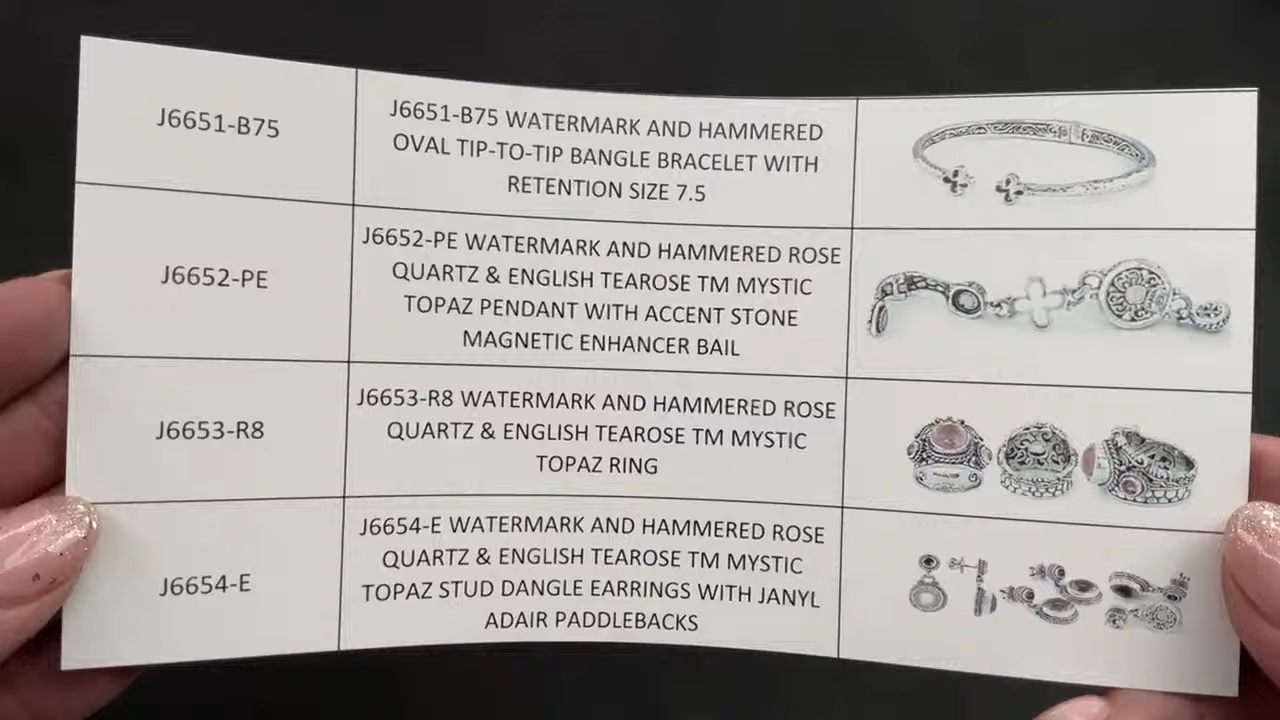 J6651-B75
J6651-B75 WATERMARK AND HAMMERED
OVAL TIP-TO-TIP BANGLE BRACELET WITH
RETENTION SIZE 7.5
J6652-PE
J6652-PE WATERMARK AND HAMMERED ROSE
QUARTZ & ENGLISH TEAROSE TM MYSTIC
TOPAZ PENDANT WITH ACCENT STONE
MAGNETIC ENHANCER BAIL
J6653-R8
J6653-R8 WATERMARK AND HAMMERED ROSE
QUARTZ & ENGLISH TEAROSE TM MYSTIC
TOPAZ RING
J6654-E
J6654-E WATERMARK AND HAMMERED ROSE
QUARTZ & ENGLISH TEAROSE TM MYSTIC
TOPAZ STUD DANGLE EARRINGS WITH JANYL
ADAIR PADDLEBACKS